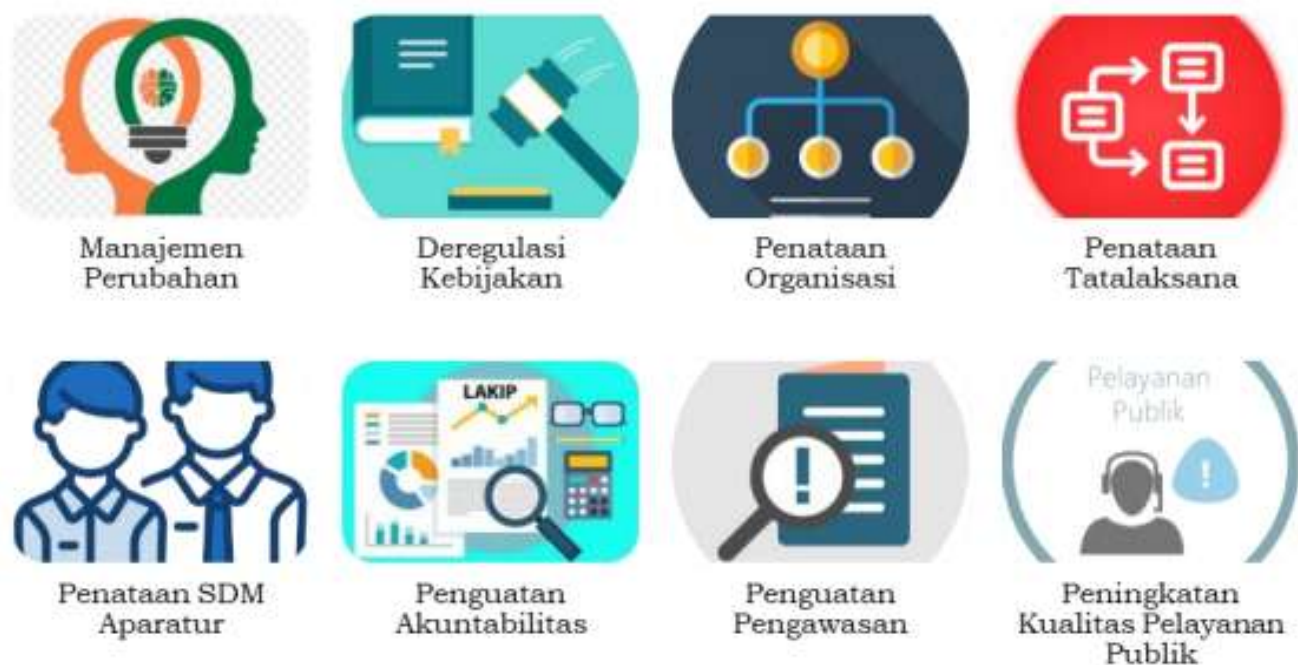 Manajemen
Perubahan
Deregulasi
Kebijakan
Penataan
Organisasi
Penataan
Tatalaksana
LAKIP
Pelayanan
Publik
Penataan SDM
Aparatur
Penguatan
Akuntabilitas
Penguatan
Pengawasan
Peningkatan
Kualitas Pelayanan
Publik